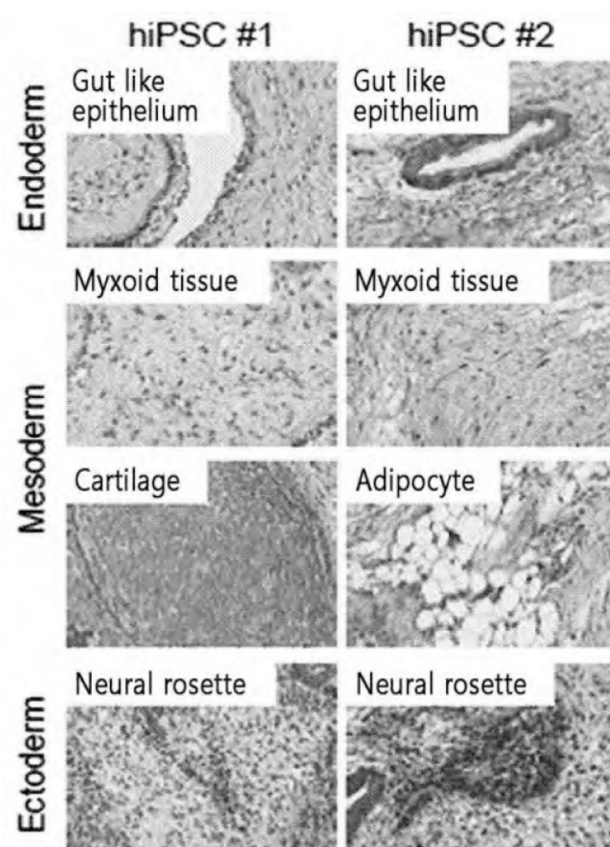 hiPSC #1
hiPSC #2
Endoderm
Gut like
epithelium
Gut like
epithelium
Mesoderm
Myxoid tissue
Myxoid tissue
Cartilage
Adipocyte
Ectoderm
Neural rosette
Neural rosette